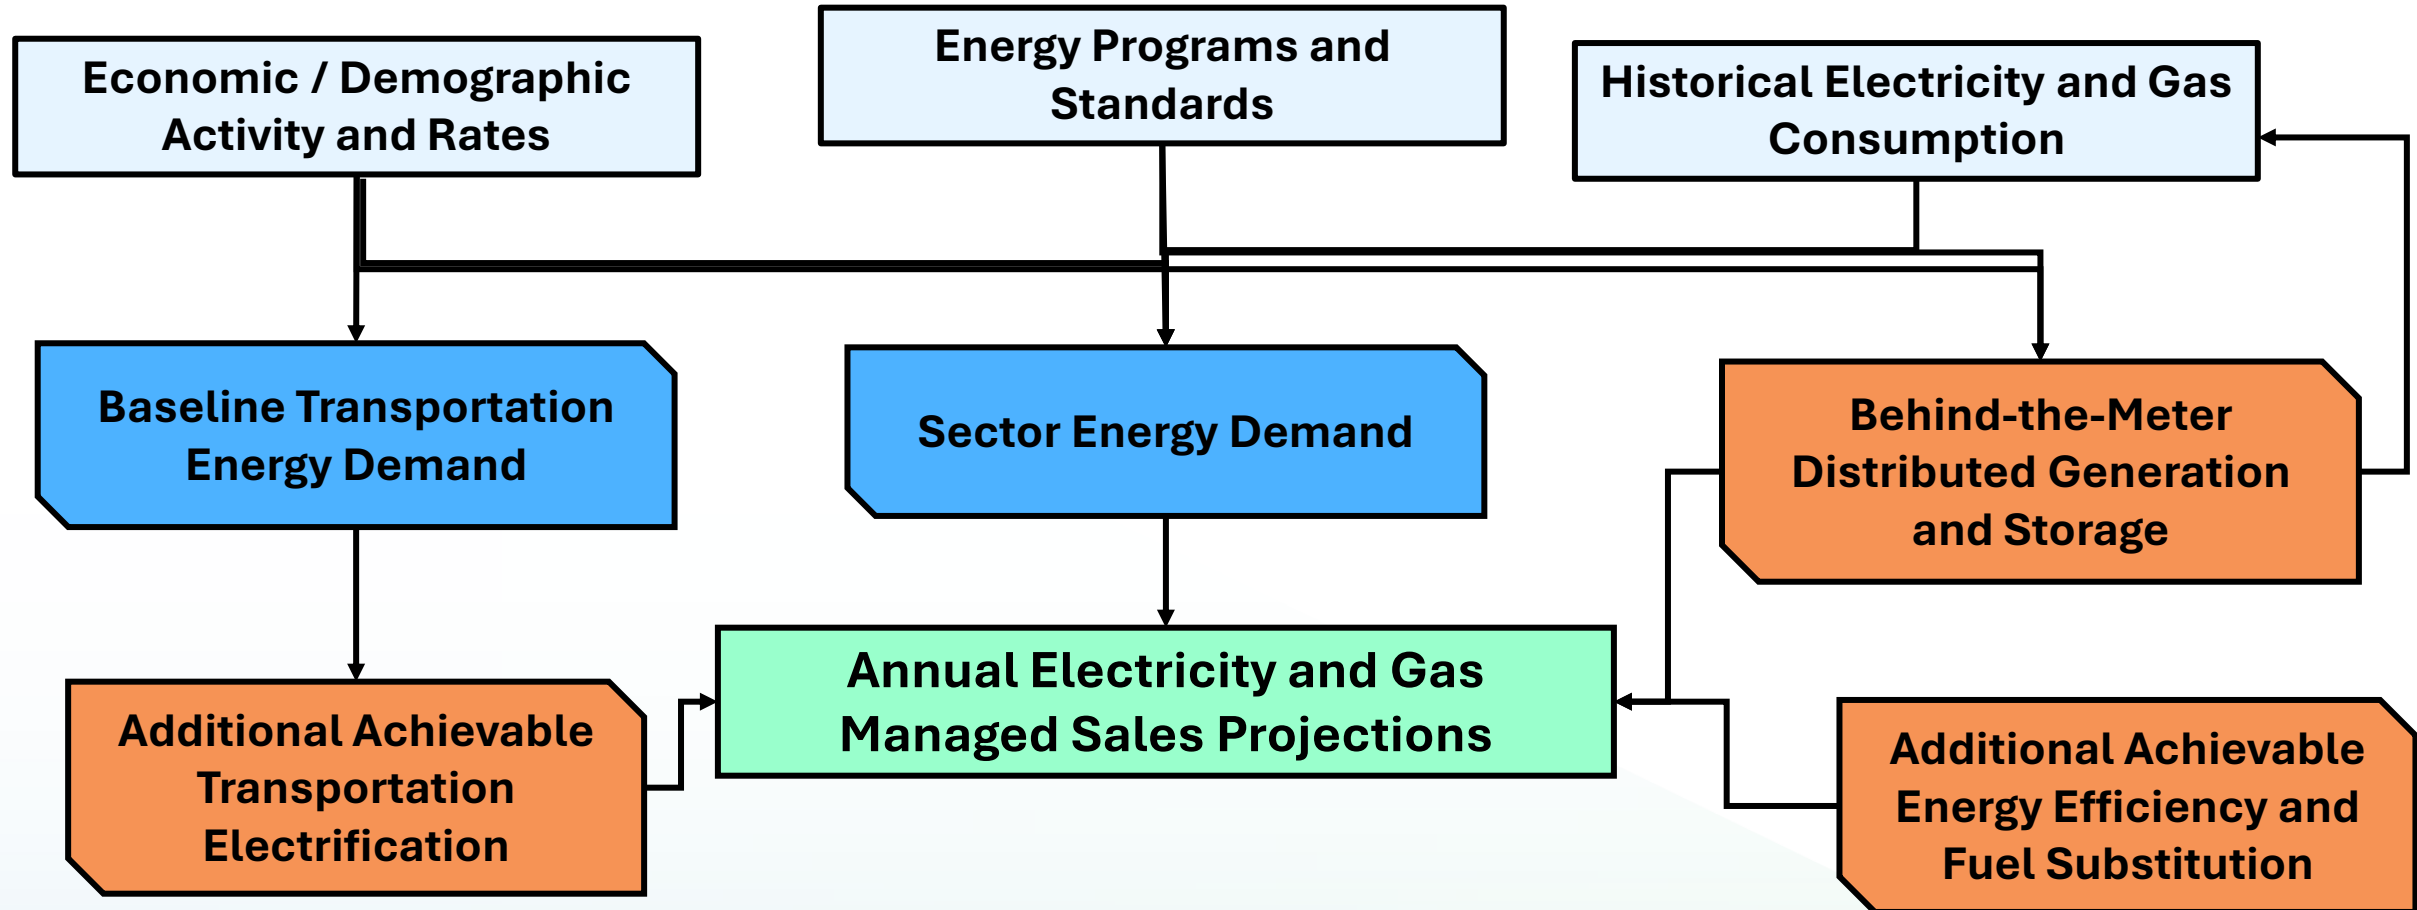 Economic / Demographic
Activity and Rates
Energy Programs and
Standards
Historical Electricity and Gas
Consumption
Baseline Transportation
Energy Demand
Sector Energy Demand
Behind-the-Meter
Distributed Generation
and Storage
Additional Achievable
Transportation
Electrification
Annual Electricity and Gas
Managed Sales Projections
Additional Achievable
Energy Efficiency and
Fuel Substitution